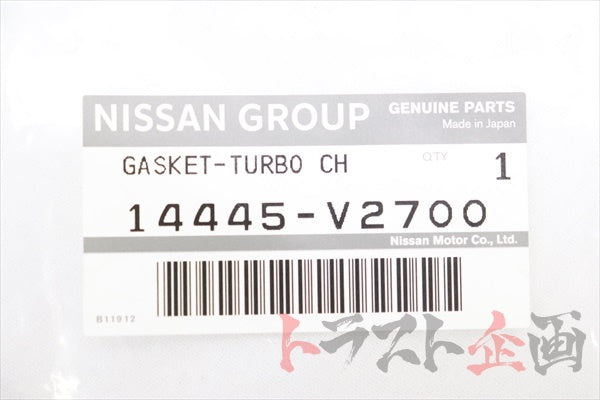 NISSAN GROUP
GENUINE PARTS
Made in Japan
GASKET-TURBO CH
QTY
1
14445-V2700
Nissan Motor Co., Ltd.
B11912
トラスト企画